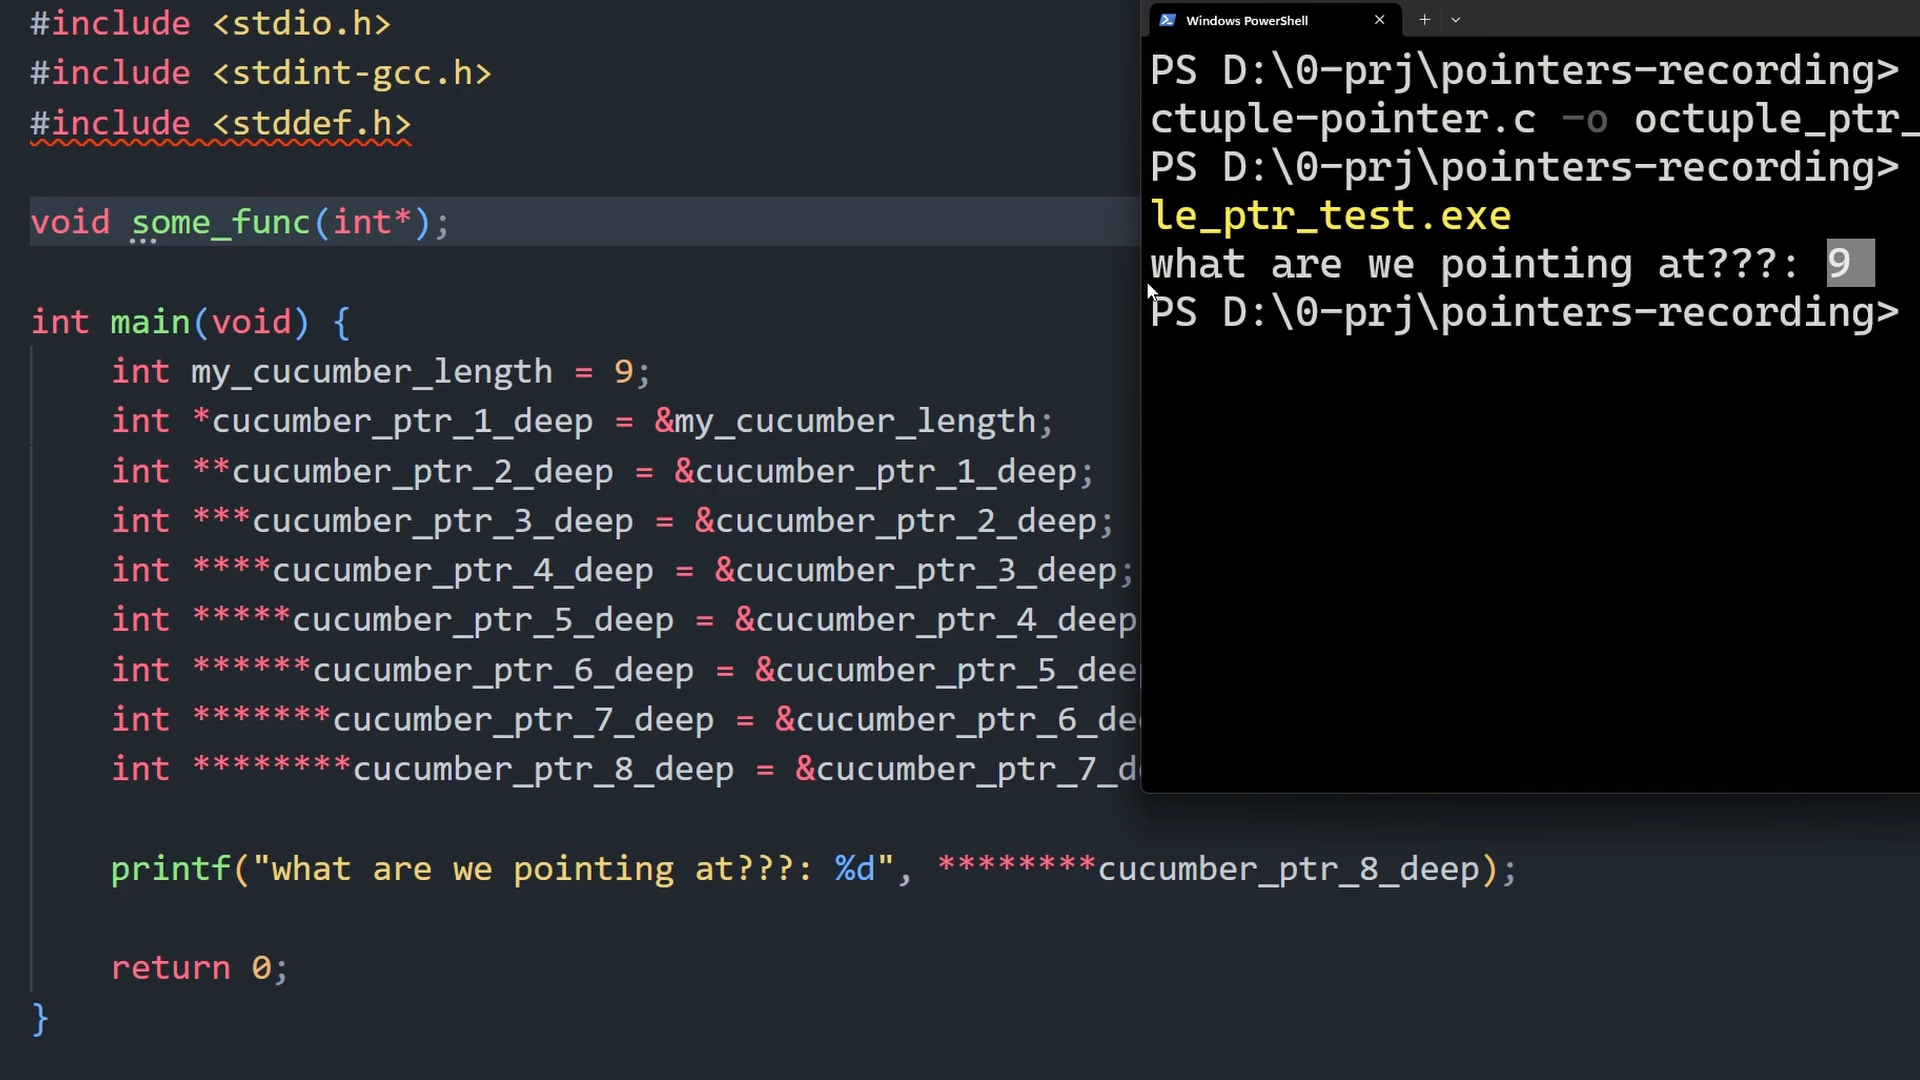 #include <stdio.h>
#include <stdint-gcc.h>
#include <stddef.h>
void some_func(int*);
int main(void) {
int my_cucumber_length = 9;
int *cucumber_ptr_1_deep = &my_cucumber_length;
int **cucumber_ptr_2_deep = &cucumber_ptr_1_deep;
int ***cucumber_ptr_3_deep = &cucumber_ptr_2_deep;
int ****cucumber_ptr_4_deep = &cucumber_ptr_3_deep;
int *****cucumber_ptr_5_deep = &cucumber_ptr_4_deep
int ******cucumber_ptr_6_deep = &cucumber_ptr_5_dee
int *******cucumber_ptr_7_deep = &cucumber_ptr_6_de
int ********cucumber_ptr_8_deep = &cucumber_ptr_7_d
printf("what are we pointing at???: %d", ********cucumber_ptr_8_deep);
return 0;
}
Windows PowerShell
PS D:\0-prj\pointers-recording>
ctuple-pointer.c -o octuple_ptr_
PS D:\0-prj\pointers-recording>
le_ptr_test.exe
what are we pointing at???: 9
PS D:\0-prj\pointers-recording>